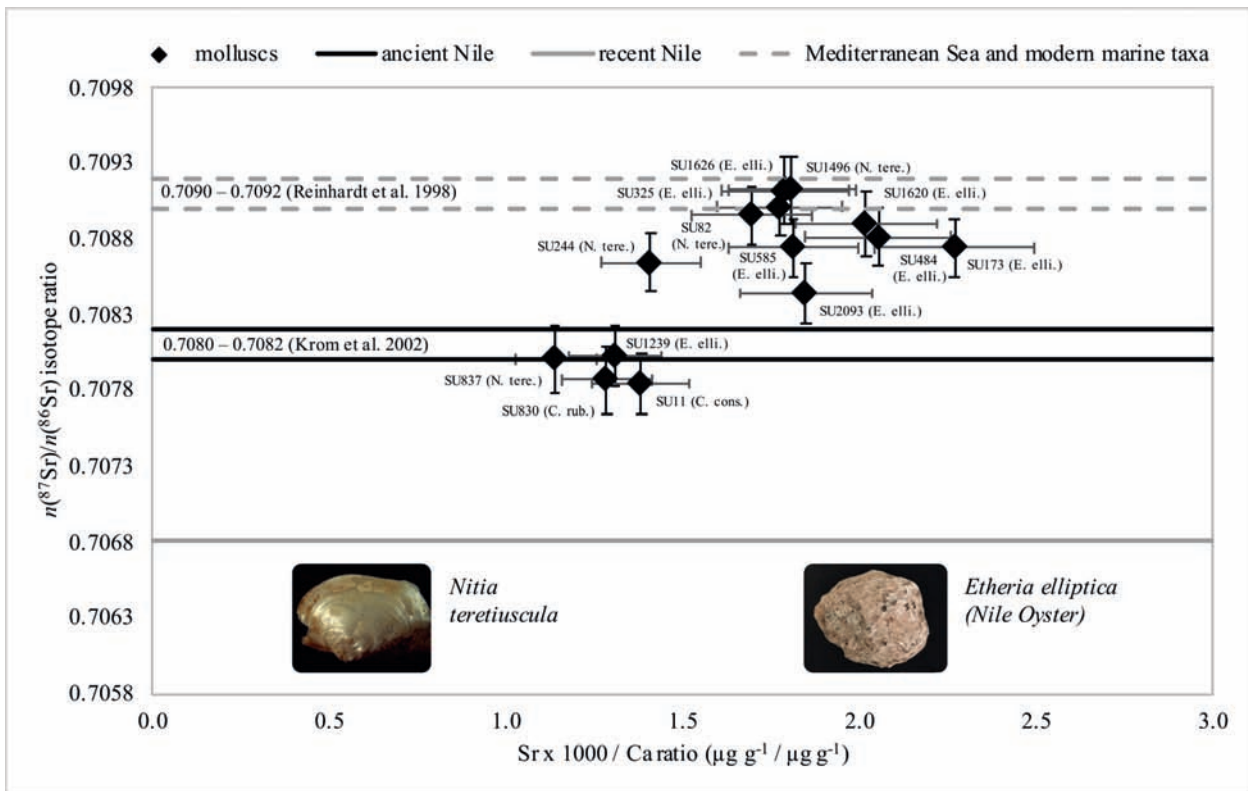 molluscs ancient Nile recent Nile Mediterranean Sea and modern marine taxa
0.7098
0.7093
0.7088
0.7083
0.7078
0.7073
0.7068
0.7063
0.7058
n(⁸⁷Sr)/n(⁸⁶Sr) isotope ratio
0.7090 – 0.7092 (Reinhardt et al. 1998)
SU1626 (E. elli.)
SU1496 (N. tere.)
SU325 (E. elli.)
SU1620 (E. elli.)
SU82
(N. tere.)
SU244 (N. tere.)
SU585
(E. elli.)
SU484
(E. elli.)
SU173 (E. elli.)
SU2093 (E. elli.)
0.7080 – 0.7082 (Krom et al. 2002)
SU1239 (E. elli.)
SU837 (N. tere.)
SU830 (C. rub.)
SU11 (C. cons.)
Nitia
teretiuscula
Etheria elliptica
(Nile Oyster)
0.0 0.5 1.0 1.5 2.0 2.5 3.0
Sr x 1000 / Ca ratio (µg g⁻¹ / µg g⁻¹)